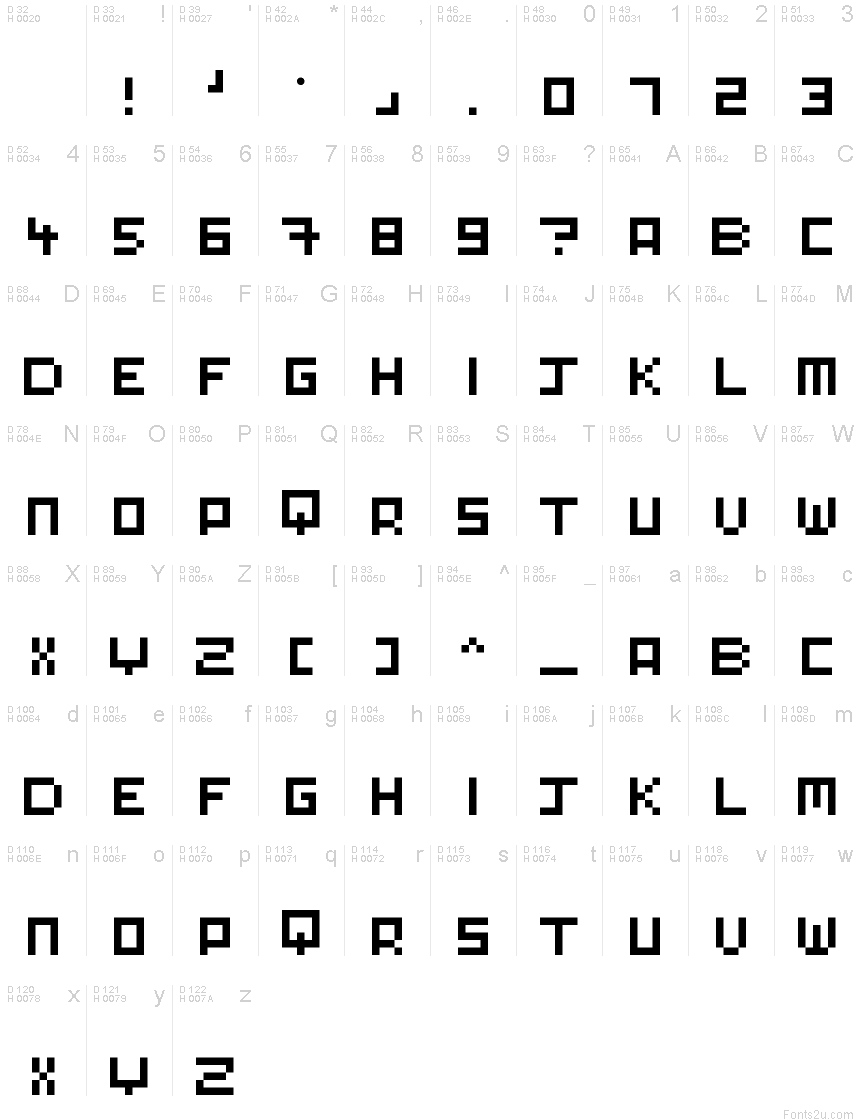 D 32 H 0020 D 33 H 0021 ! D 39 H 0027 ' D 42 H 002A * D 44 H 002C , D 46 H 002E . D 48 H 0030 0 D 49 H 0031 1 D 50 H 0032 2 D 51 H 0033 3
! ' * , . 0 1 2 3
D 52 H 0034 4 D 53 H 0035 5 D 54 H 0036 6 D 55 H 0037 7 D 56 H 0038 8 D 57 H 0039 9 D 63 H 003F ? D 65 H 0041 A D 66 H 0042 B D 67 H 0043 C
4 5 6 7 8 9 ? A B C
D 68 H 0044 D D 69 H 0045 E D 70 H 0046 F D 71 H 0047 G D 72 H 0048 H D 73 H 0049 I D 74 H 004A J D 75 H 004B K D 76 H 004C L D 77 H 004D M
D E F G H I J K L M
D 78 H 004E N D 79 H 004F O D 80 H 0050 P D 81 H 0051 Q D 82 H 0052 R D 83 H 0053 S D 84 H 0054 T D 85 H 0055 U D 86 H 0056 V D 87 H 0057 W
N O P Q R S T U V W
D 88 H 0058 X D 89 H 0059 Y D 90 H 005A Z D 91 H 005B [ D 93 H 005D ] D 94 H 005E ^ D 95 H 005F _ D 97 H 0061 a D 98 H 0062 b D 99 H 0063 c
X Y Z [ ] ^ _ A B C
D 100 H 0064 d D 101 H 0065 e D 102 H 0066 f D 103 H 0067 g D 104 H 0068 h D 105 H 0069 i D 106 H 006A j D 107 H 006B k D 108 H 006C l D 109 H 006D m
D E F G H I J K L M
D 110 H 006E n D 111 H 006F o D 112 H 0070 p D 113 H 0071 q D 114 H 0072 r D 115 H 0073 s D 116 H 0074 t D 117 H 0075 u D 118 H 0076 v D 119 H 0077 w
N O P Q R S T U V W
D 120 H 0078 x D 121 H 0079 y D 122 H 007A z
X Y Z
Fonts2u.com